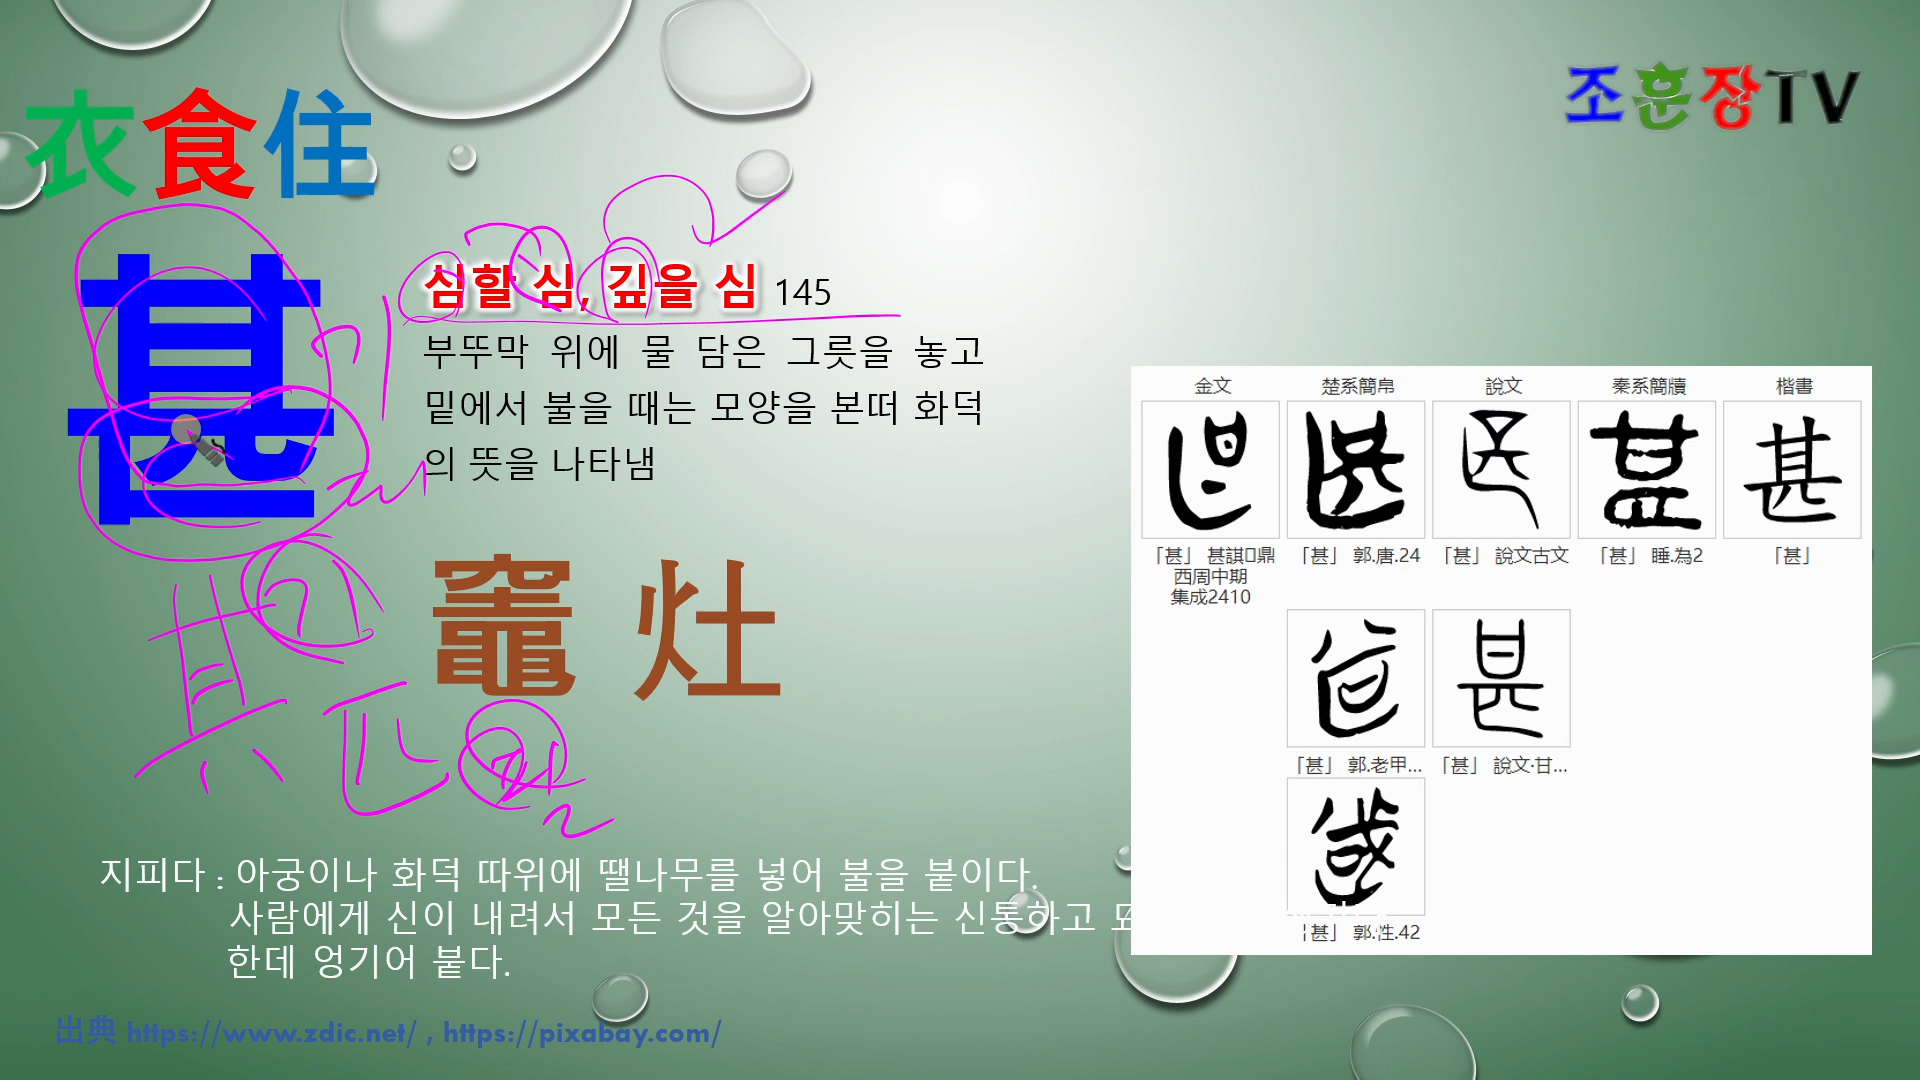 衣食住
조훈장TV
甚
심할 심, 깊을 심 145
부뚜막 위에 물 담은 그릇을 놓고
밑에서 불을 때는 모양을 본떠 화덕
의 뜻을 나타냄
竈 灶
其 匹
지피다 : 아궁이나 화덕 따위에 땔나무를 넣어 불을 붙이다.
사람에게 신이 내려서 모든 것을 알아맞히는 신통하고
한데 엉기어 붙다.
出典 https://www.zdic.net/ , https://pixabay.com/
金文 楚系簡帛 說文 秦系簡牘 楷書
甚
「甚」 甚諆鼎 「甚」 郭.唐.24 「甚」 說文古文 「甚」 睡.為2 「甚」
西周中期
集成2410
「甚」 郭.老甲... 「甚」 說文·甘...
「甚」 郭.性.42